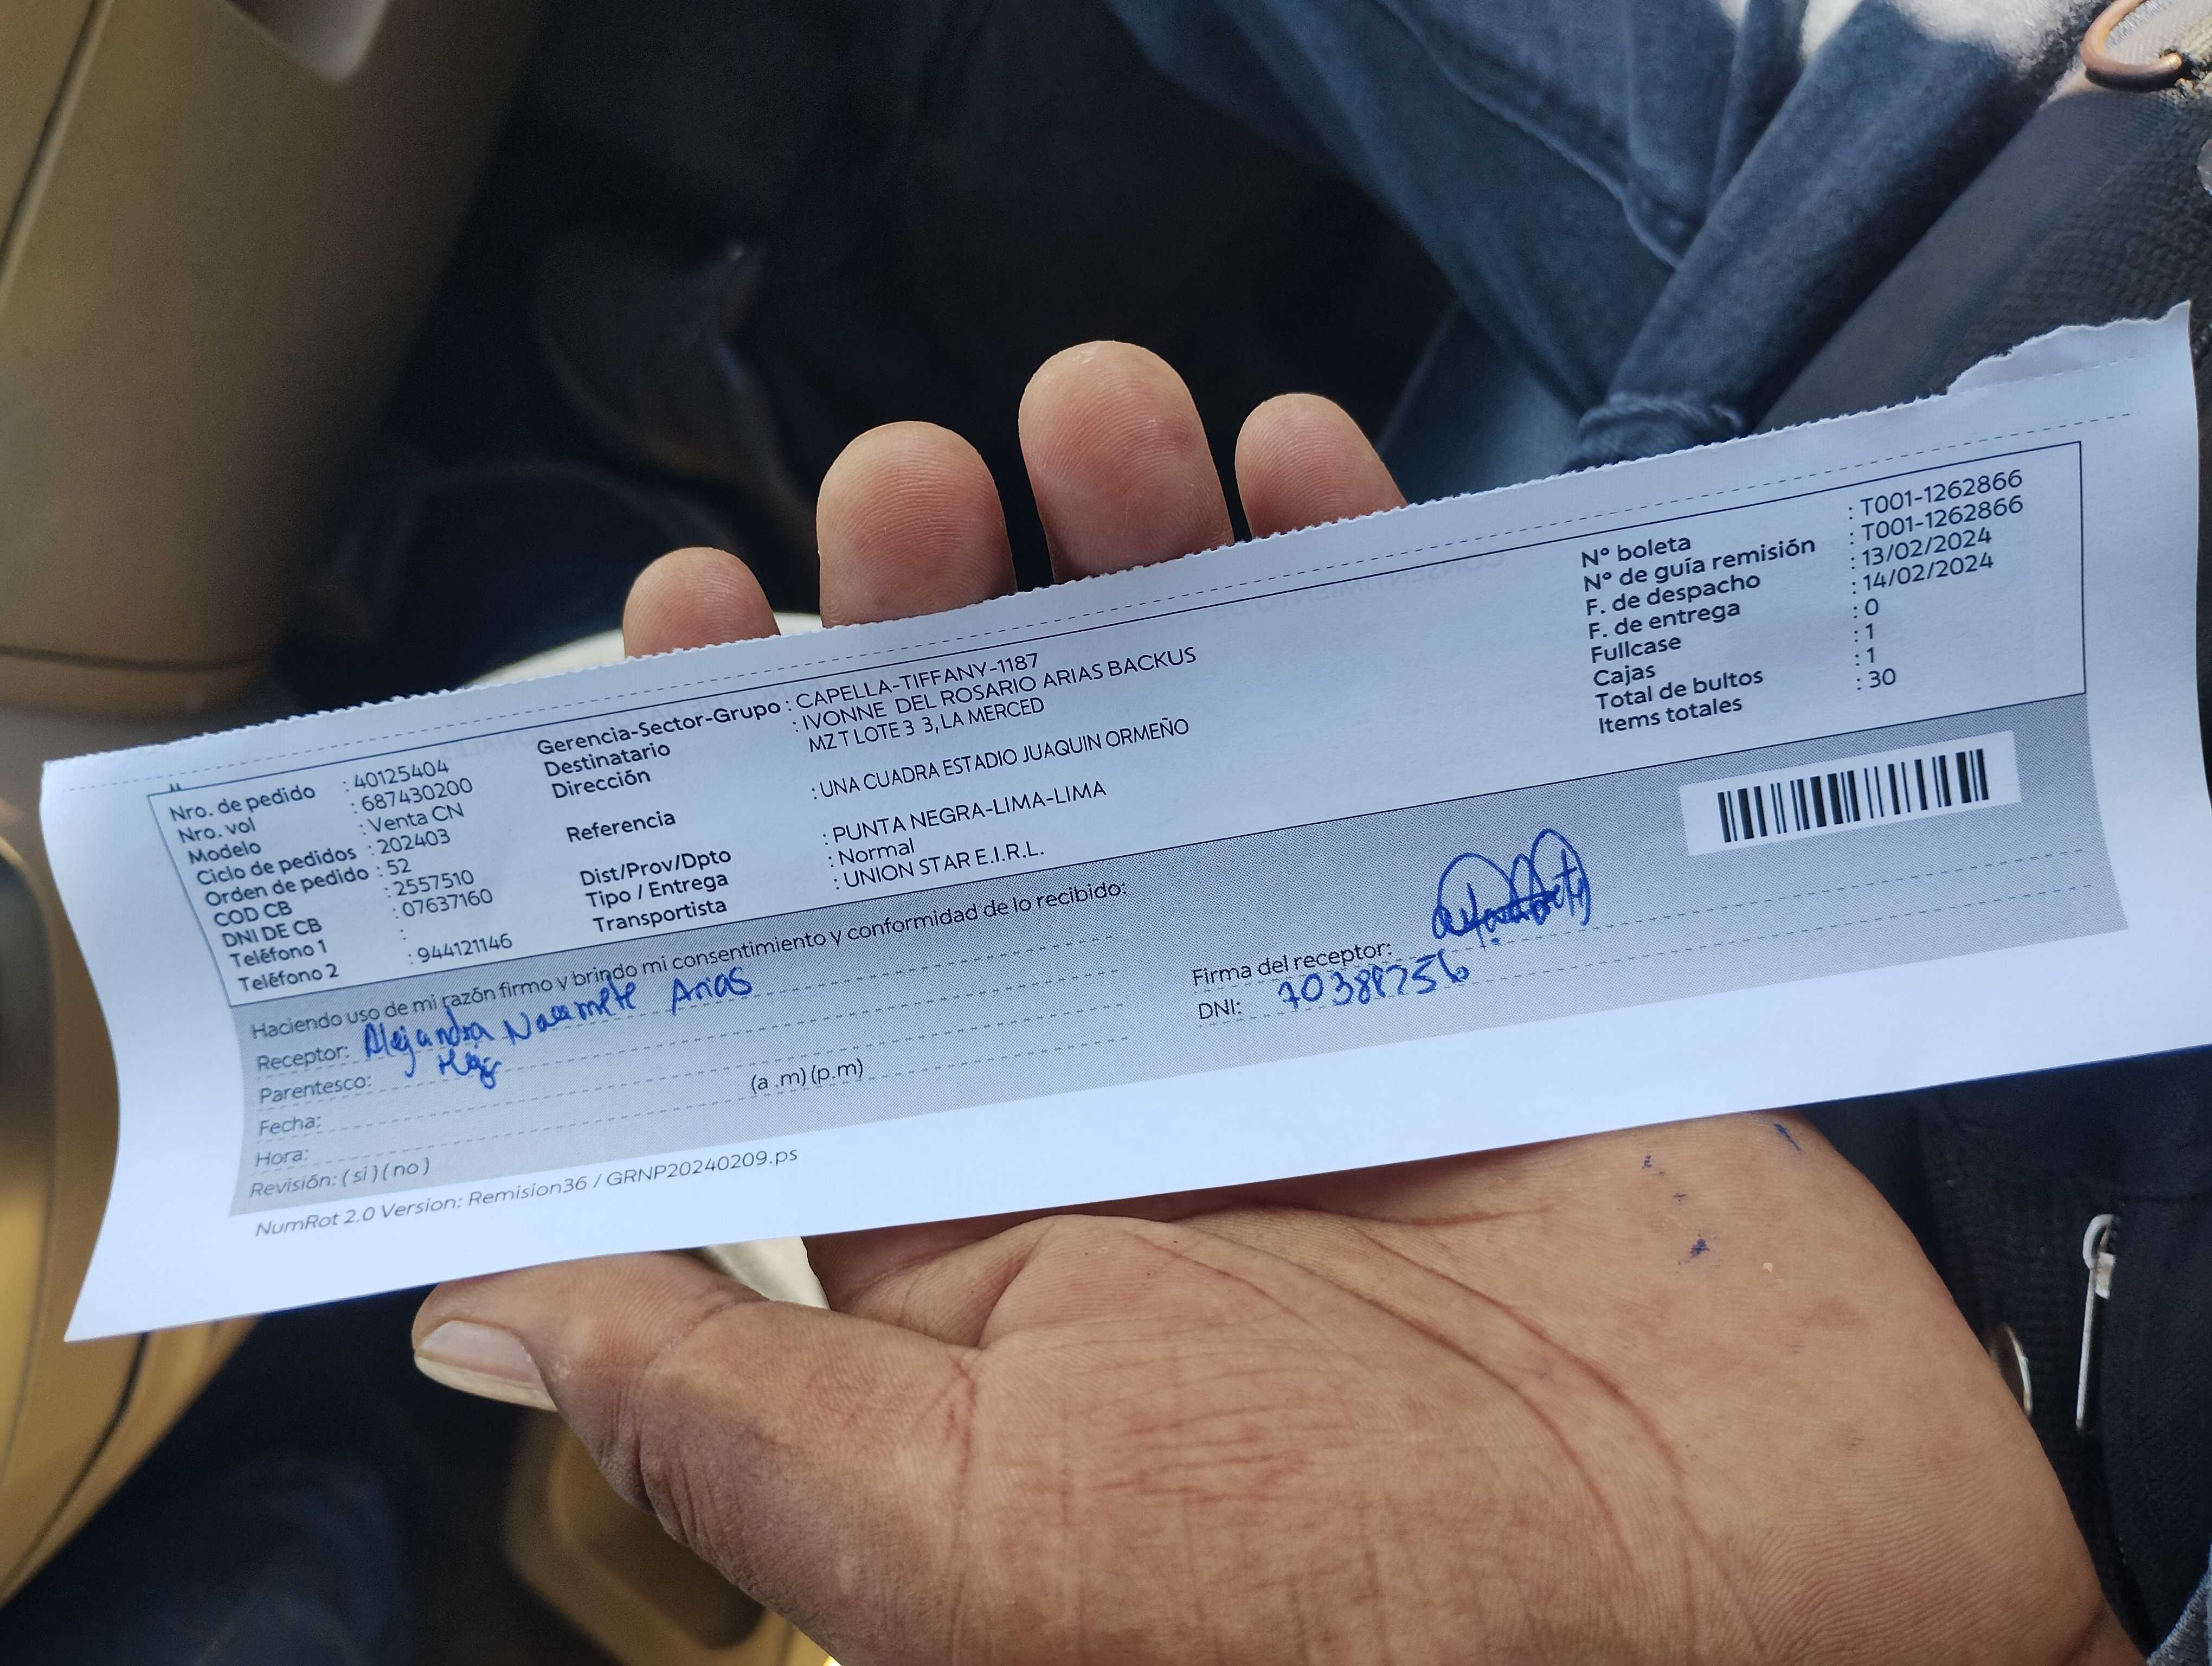 Nro. de pedido : 40125404
Nro. vol : 687430200
Modelo : Venta CN
Ciclo de pedidos : 202403
Orden de pedido : 52
COD CB : 2557510
DNI DE CB : 07637160
Teléfono 1 :
Teléfono 2 : 944121146
Gerencia-Sector-Grupo : CAPELLA-TIFFANY-1187
Destinatario : IVONNE DEL ROSARIO ARIAS BACKUS
Dirección MZ T LOTE 3 3, LA MERCED
Referencia : UNA CUADRA ESTADIO JUAQUIN ORMEÑO
Dist/Prov/Dpto : PUNTA NEGRA-LIMA-LIMA
Tipo / Entrega : Normal
Transportista : UNION STAR E.I.R.L.
N° boleta : T001-1262866
N° de guía remisión : T001-1262866
F. de despacho : 13/02/2024
F. de entrega : 14/02/2024
Fullcase : 0
Cajas : 1
Total de bultos : 1
Items totales : 30
Haciendo uso de mi razón firmo y brindo mi consentimiento y conformidad de lo recibido:
Receptor: Alejandra Arias
Parentesco:
Fecha:
Hora: (a .m) (p.m)
Revisión: ( si ) ( no )
Firma del receptor:
DNI:
NumRot 2.0 Version: Remision36 / GRNP20240209.ps